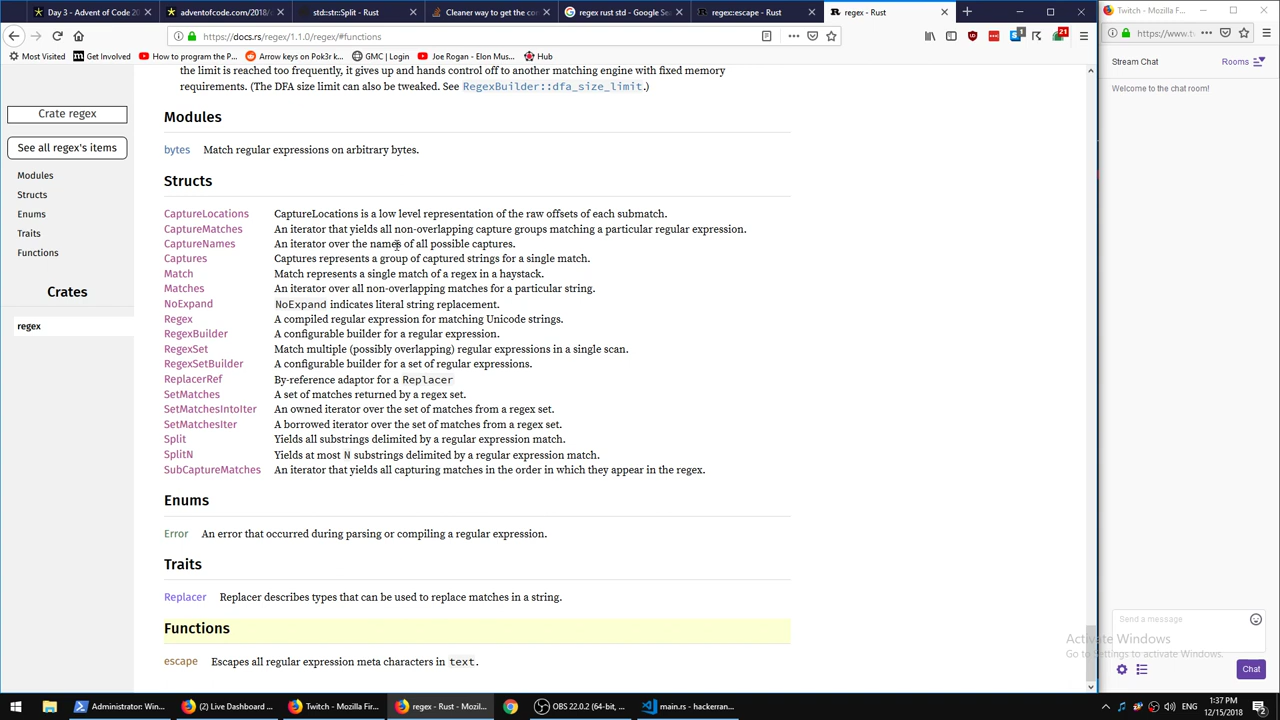 Day 3 - Advent of Code 20
adventofcode.com/2018/
std::str::Split - Rust
Cleaner way to get the con
regex rust std - Google Sea
regex::escape - Rust
regex - Rust
Twitch - Mozilla Fi...
https://docs.rs/regex/1.1.0/regex/#functions
https://www.t
Most Visited
Get Involved
How to program the P...
Arrow keys on Pok3r k...
GMC | Login
Joe Rogan - Elon Mus...
Hub
21
Stream Chat
Rooms
Welcome to the chat room!
the limit is reached too frequently, it gives up and hands control off to another matching engine with fixed memory
requirements. (The DFA size limit can also be tweaked. See RegexBuilder::dfa_size_limit.)
Crate regex
See all regex's items
Modules
Structs
Enums
Traits
Functions
Crates
regex
Modules
bytes Match regular expressions on arbitrary bytes.
Structs
CaptureLocations CaptureLocations is a low level representation of the raw offsets of each submatch.
CaptureMatches An iterator that yields all non-overlapping capture groups matching a particular regular expression.
CaptureNames An iterator over the names of all possible captures.
Captures Captures represents a group of captured strings for a single match.
Match Match represents a single match of a regex in a haystack.
Matches An iterator over all non-overlapping matches for a particular string.
NoExpand NoExpand indicates literal string replacement.
Regex A compiled regular expression for matching Unicode strings.
RegexBuilder A configurable builder for a regular expression.
RegexSet Match multiple (possibly overlapping) regular expressions in a single scan.
RegexSetBuilder A configurable builder for a set of regular expressions.
ReplacerRef By-reference adaptor for a Replacer
SetMatches A set of matches returned by a regex set.
SetMatchesIntoIter An owned iterator over the set of matches from a regex set.
SetMatchesIter A borrowed iterator over the set of matches from a regex set.
Split Yields all substrings delimited by a regular expression match.
SplitN Yields at most N substrings delimited by a regular expression match.
SubCaptureMatches An iterator that yields all capturing matches in the order in which they appear in the regex.
Enums
Error An error that occurred during parsing or compiling a regular expression.
Traits
Replacer Replacer describes types that can be used to replace matches in a string.
Functions
escape Escapes all regular expression meta characters in text.
Send a message
Activate Windows
Go to Settings to activate Windows.
Chat
Administrator: Win...
(2) Live Dashboard ...
Twitch - Mozilla Fir...
regex - Rust - Mozil...
OBS 22.0.2 (64-bit, ...
main.rs - hackerran...
ENG
1:37 PM
12/15/2018
2